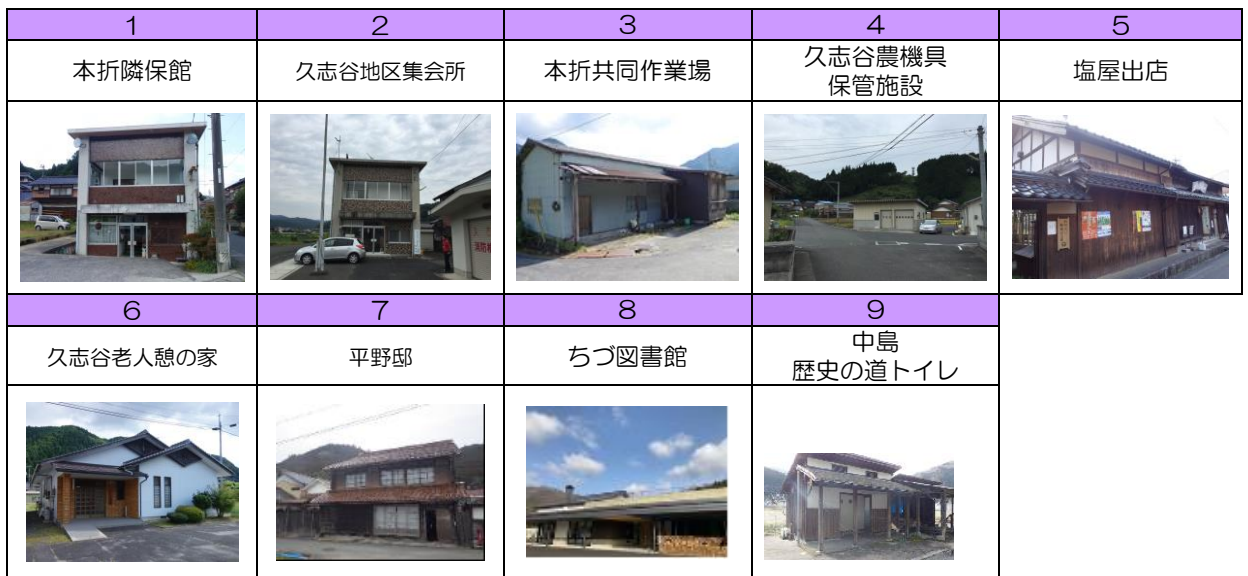 1 2 3 4 5
本折隣保館 久志谷地区集会所 本折共同作業場 久志谷農機具 塩屋出店
保管施設
6 7 8 9
久志谷老人憩の家 平野邸 ちづ図書館 中島
歴史の道トイレ